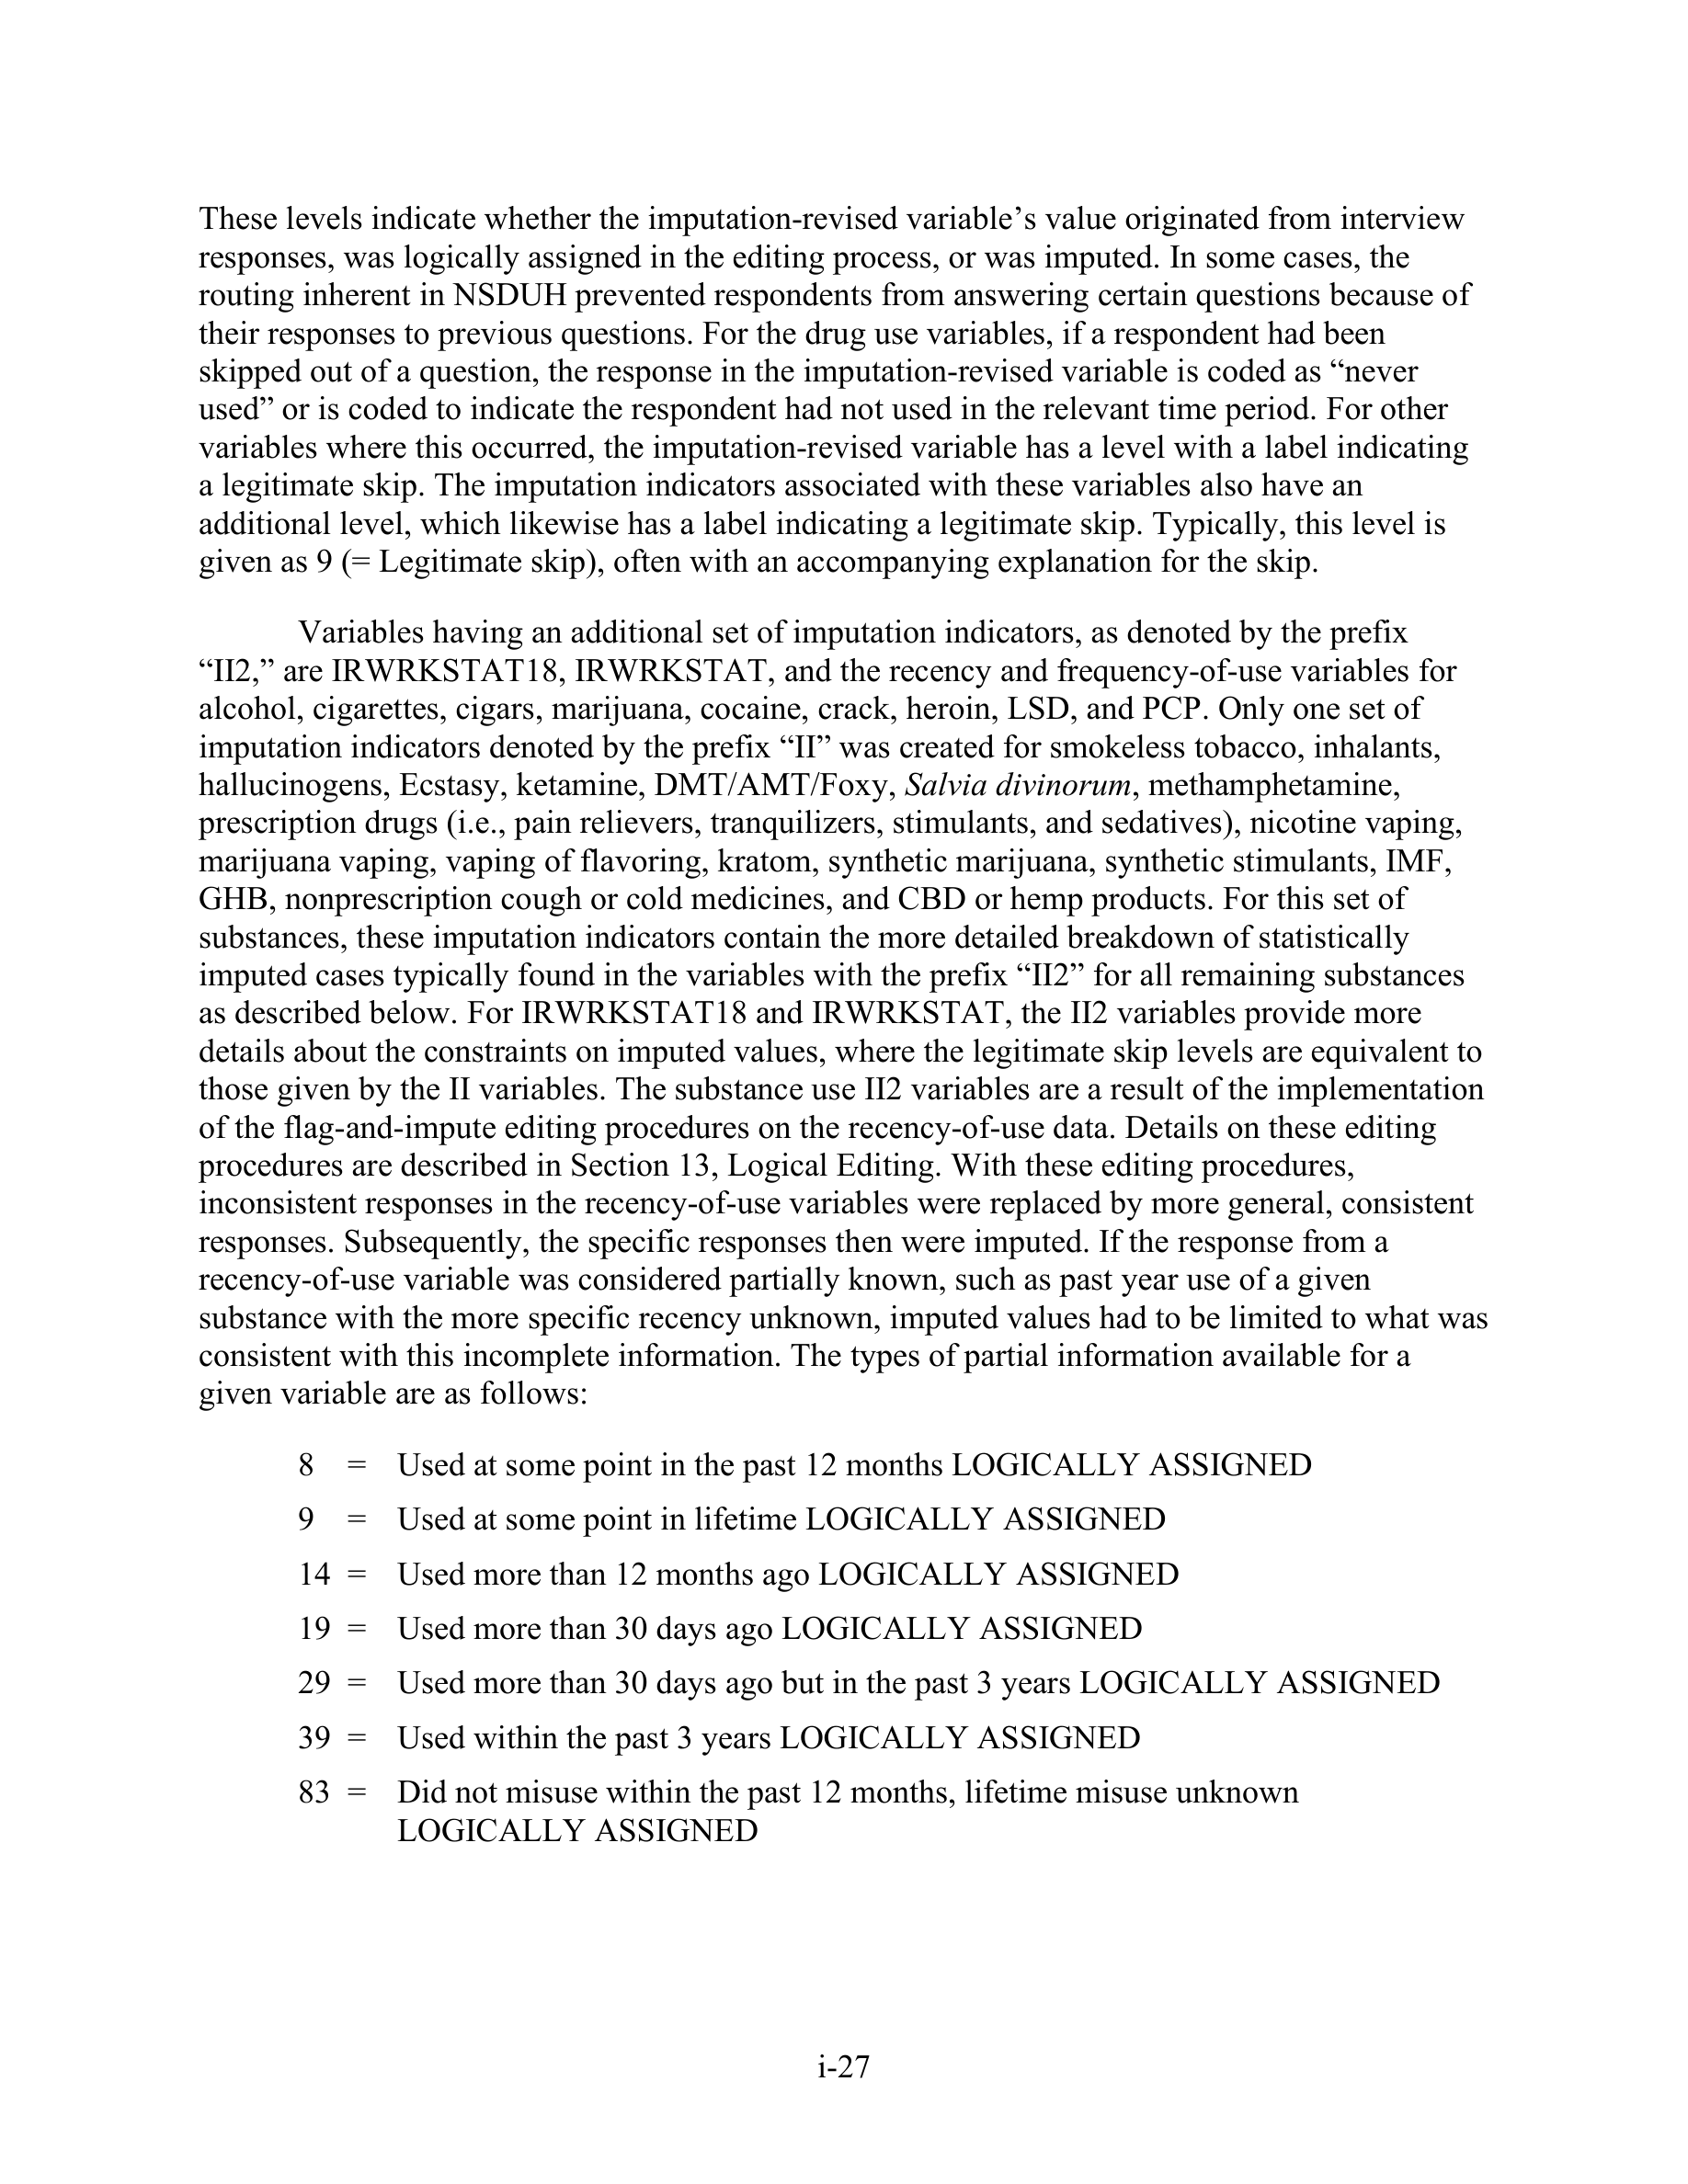 These levels indicate whether the imputation-revised variable’s value originated from interview
responses, was logically assigned in the editing process, or was imputed. In some cases, the
routing inherent in NSDUH prevented respondents from answering certain questions because of
their responses to previous questions. For the drug use variables, if a respondent had been
skipped out of a question, the response in the imputation-revised variable is coded as “never
used” or is coded to indicate the respondent had not used in the relevant time period. For other
variables where this occurred, the imputation-revised variable has a level with a label indicating
a legitimate skip. The imputation indicators associated with these variables also have an
additional level, which likewise has a label indicating a legitimate skip. Typically, this level is
given as 9 (= Legitimate skip), often with an accompanying explanation for the skip.
Variables having an additional set of imputation indicators, as denoted by the prefix
“II2,” are IRWRKSTAT18, IRWRKSTAT, and the recency and frequency-of-use variables for
alcohol, cigarettes, cigars, marijuana, cocaine, crack, heroin, LSD, and PCP. Only one set of
imputation indicators denoted by the prefix “II” was created for smokeless tobacco, inhalants,
hallucinogens, Ecstasy, ketamine, DMT/AMT/Foxy, Salvia divinorum, methamphetamine,
prescription drugs (i.e., pain relievers, tranquilizers, stimulants, and sedatives), nicotine vaping,
marijuana vaping, vaping of flavoring, kratom, synthetic marijuana, synthetic stimulants, IMF,
GHB, nonprescription cough or cold medicines, and CBD or hemp products. For this set of
substances, these imputation indicators contain the more detailed breakdown of statistically
imputed cases typically found in the variables with the prefix “II2” for all remaining substances
as described below. For IRWRKSTAT18 and IRWRKSTAT, the II2 variables provide more
details about the constraints on imputed values, where the legitimate skip levels are equivalent to
those given by the II variables. The substance use II2 variables are a result of the implementation
of the flag-and-impute editing procedures on the recency-of-use data. Details on these editing
procedures are described in Section 13, Logical Editing. With these editing procedures,
inconsistent responses in the recency-of-use variables were replaced by more general, consistent
responses. Subsequently, the specific responses then were imputed. If the response from a
recency-of-use variable was considered partially known, such as past year use of a given
substance with the more specific recency unknown, imputed values had to be limited to what was
consistent with this incomplete information. The types of partial information available for a
given variable are as follows:
8 = Used at some point in the past 12 months LOGICALLY ASSIGNED
9 = Used at some point in lifetime LOGICALLY ASSIGNED
14 = Used more than 12 months ago LOGICALLY ASSIGNED
19 = Used more than 30 days ago LOGICALLY ASSIGNED
29 = Used more than 30 days ago but in the past 3 years LOGICALLY ASSIGNED
39 = Used within the past 3 years LOGICALLY ASSIGNED
83 = Did not misuse within the past 12 months, lifetime misuse unknown
LOGICALLY ASSIGNED
i-27